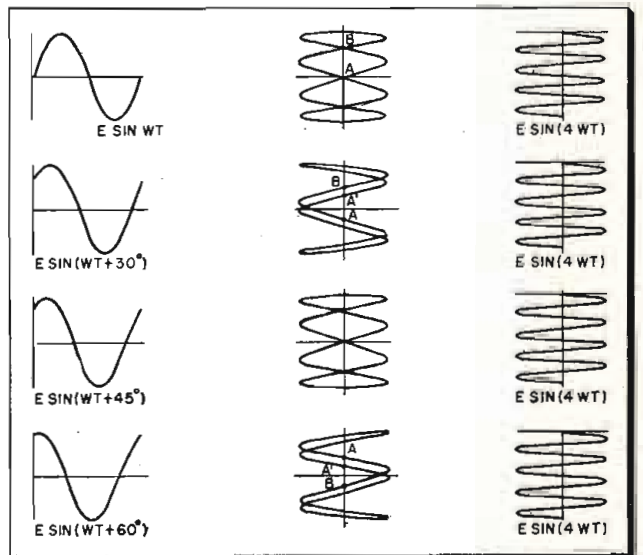 B
A
E SIN WT
E SIN(4 WT)
B
A'
A
E SIN(WT+30°)
E SIN(4 WT)
E SIN(WT+45°)
E SIN(4 WT)
A
A'
B
E SIN(WT+60°)
E SIN(4 WT)